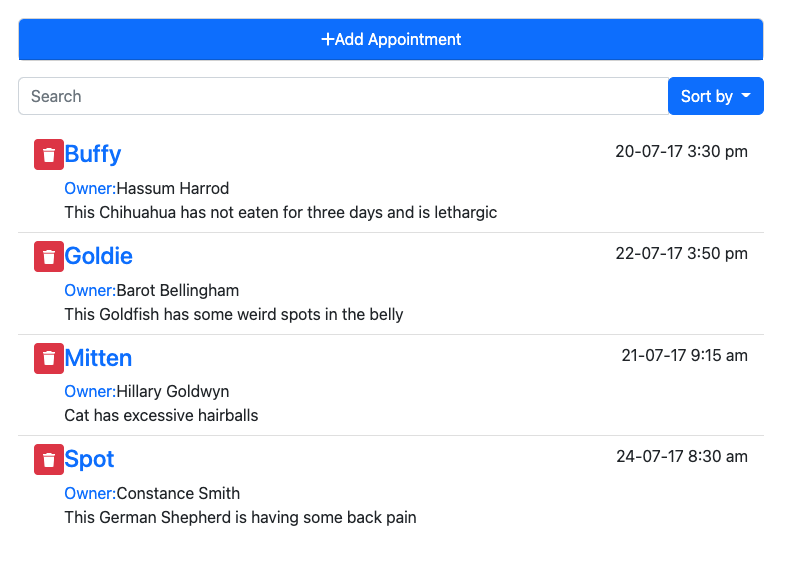 +Add Appointment
Search
Sort by
Buffy 20-07-17 3:30 pm
Owner:Hassum Harrod
This Chihuahua has not eaten for three days and is lethargic
Goldie 22-07-17 3:50 pm
Owner:Barot Bellingham
This Goldfish has some weird spots in the belly
Mitten 21-07-17 9:15 am
Owner:Hillary Goldwyn
Cat has excessive hairballs
Spot 24-07-17 8:30 am
Owner:Constance Smith
This German Shepherd is having some back pain